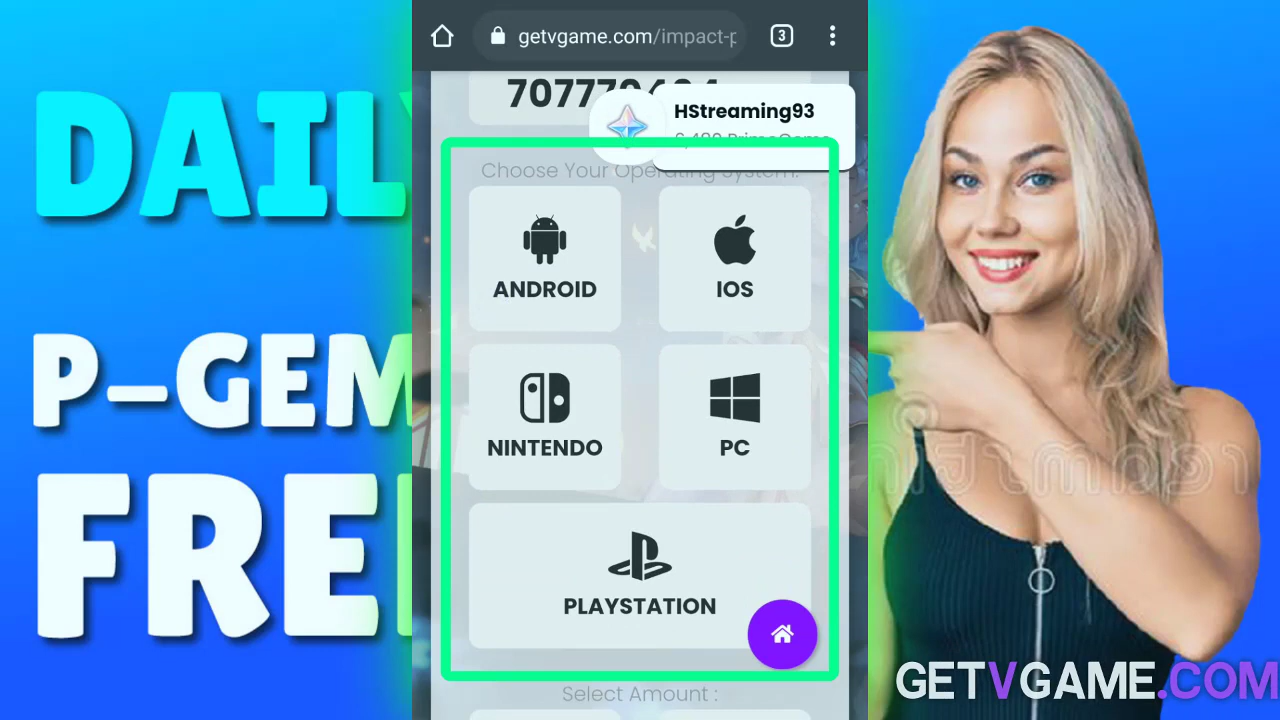 DAIL
P-GEM
FREE
getvgame.com/impact-p
3
HStreaming93
Choose Your Operating System:
ANDROID
IOS
NINTENDO
PC
PLAYSTATION
Select Amount :
GETVGAME.COM